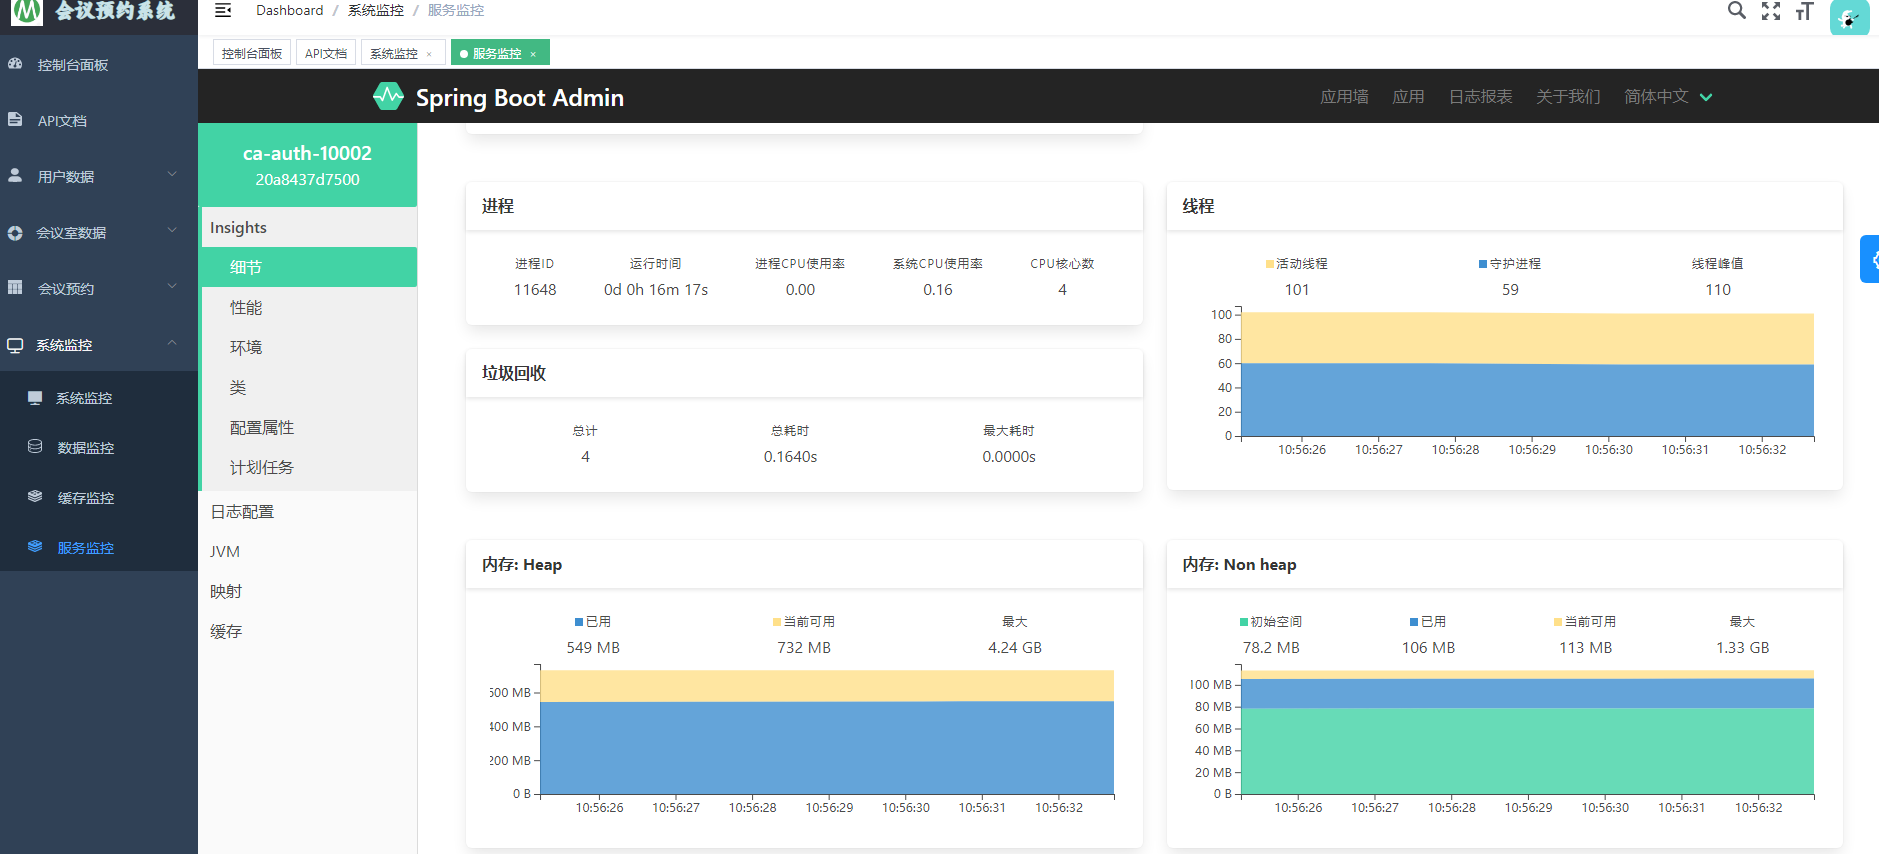 会议预约系统
Dashboard / 系统监控 / 服务监控
控制台面板 API文档 系统监控 × 服务监控 ×
控制台面板
API文档
用户数据
会议室数据
会议预约
系统监控
系统监控
数据监控
缓存监控
服务监控
Spring Boot Admin
应用墙 应用 日志报表 关于我们 简体中文
ca-auth-10002
20a8437d7500
Insights
细节
性能
环境
类
配置属性
计划任务
日志配置
JVM
映射
缓存
进程
进程ID 运行时间 进程CPU使用率 系统CPU使用率 CPU核心数
11648 0d 0h 16m 17s 0.00 0.16 4
垃圾回收
总计 总耗时 最大耗时
4 0.1640s 0.0000s
线程
活动线程 守护进程 线程峰值
101 59 110
100
80
60
40
20
0
10:56:26 10:56:27 10:56:28 10:56:29 10:56:30 10:56:31 10:56:32
内存: Heap
已用 当前可用 最大
549 MB 732 MB 4.24 GB
600 MB
400 MB
200 MB
0 B
10:56:26 10:56:27 10:56:28 10:56:29 10:56:30 10:56:31 10:56:32
内存: Non heap
初始空间 已用 当前可用 最大
78.2 MB 106 MB 113 MB 1.33 GB
100 MB
80 MB
60 MB
40 MB
20 MB
0 B
10:56:26 10:56:27 10:56:28 10:56:29 10:56:30 10:56:31 10:56:32